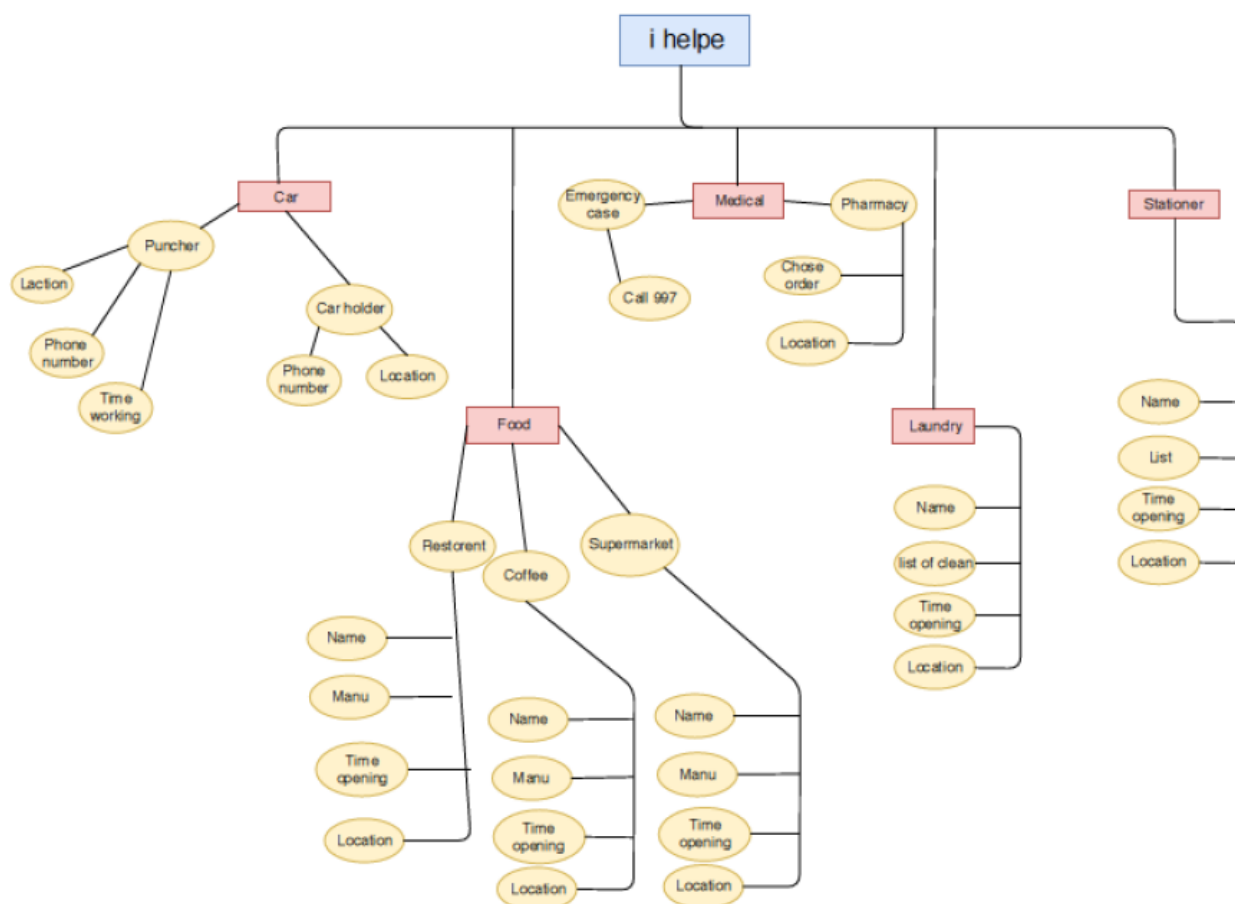 i helpe
Car
Emergency
case
Medical
Pharmacy
Stationer
Puncher
Laction
Chose
order
Call 997
Car holder
Phone
number
Location
Phone
number
Location
Time
working
Name
Food
Laundry
List
Name
Time
opening
Restorent
Supermarket
Coffee
list of clean
Location
Time
opening
Name
Location
Manu
Name
Name
Time
opening
Manu
Manu
Location
Time
opening
Time
opening
Location
Location